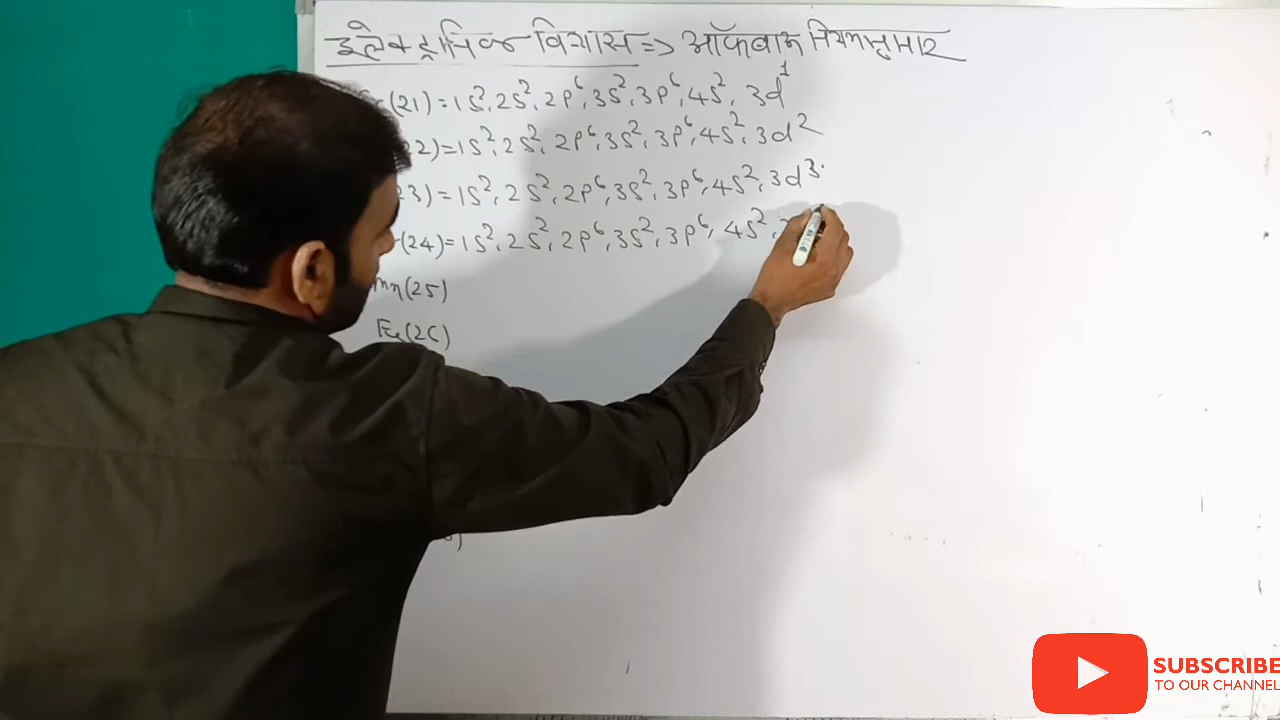 इलेक्ट्रानिक विन्यास => ऑफबाऊ नियमानुसार
(21) = 1S², 2S², 2P⁶, 3S², 3P⁶, 4S², 3d¹
22) = 1S², 2S², 2P⁶, 3S², 3P⁶, 4S², 3d²
23) = 1S², 2S², 2P⁶, 3S², 3P⁶, 4S², 3d³
(24) = 1S², 2S², 2P⁶, 3S², 3P⁶, 4S²,
Mn(25)
Fe(26)
SUBSCRIBE
TO OUR CHANNEL